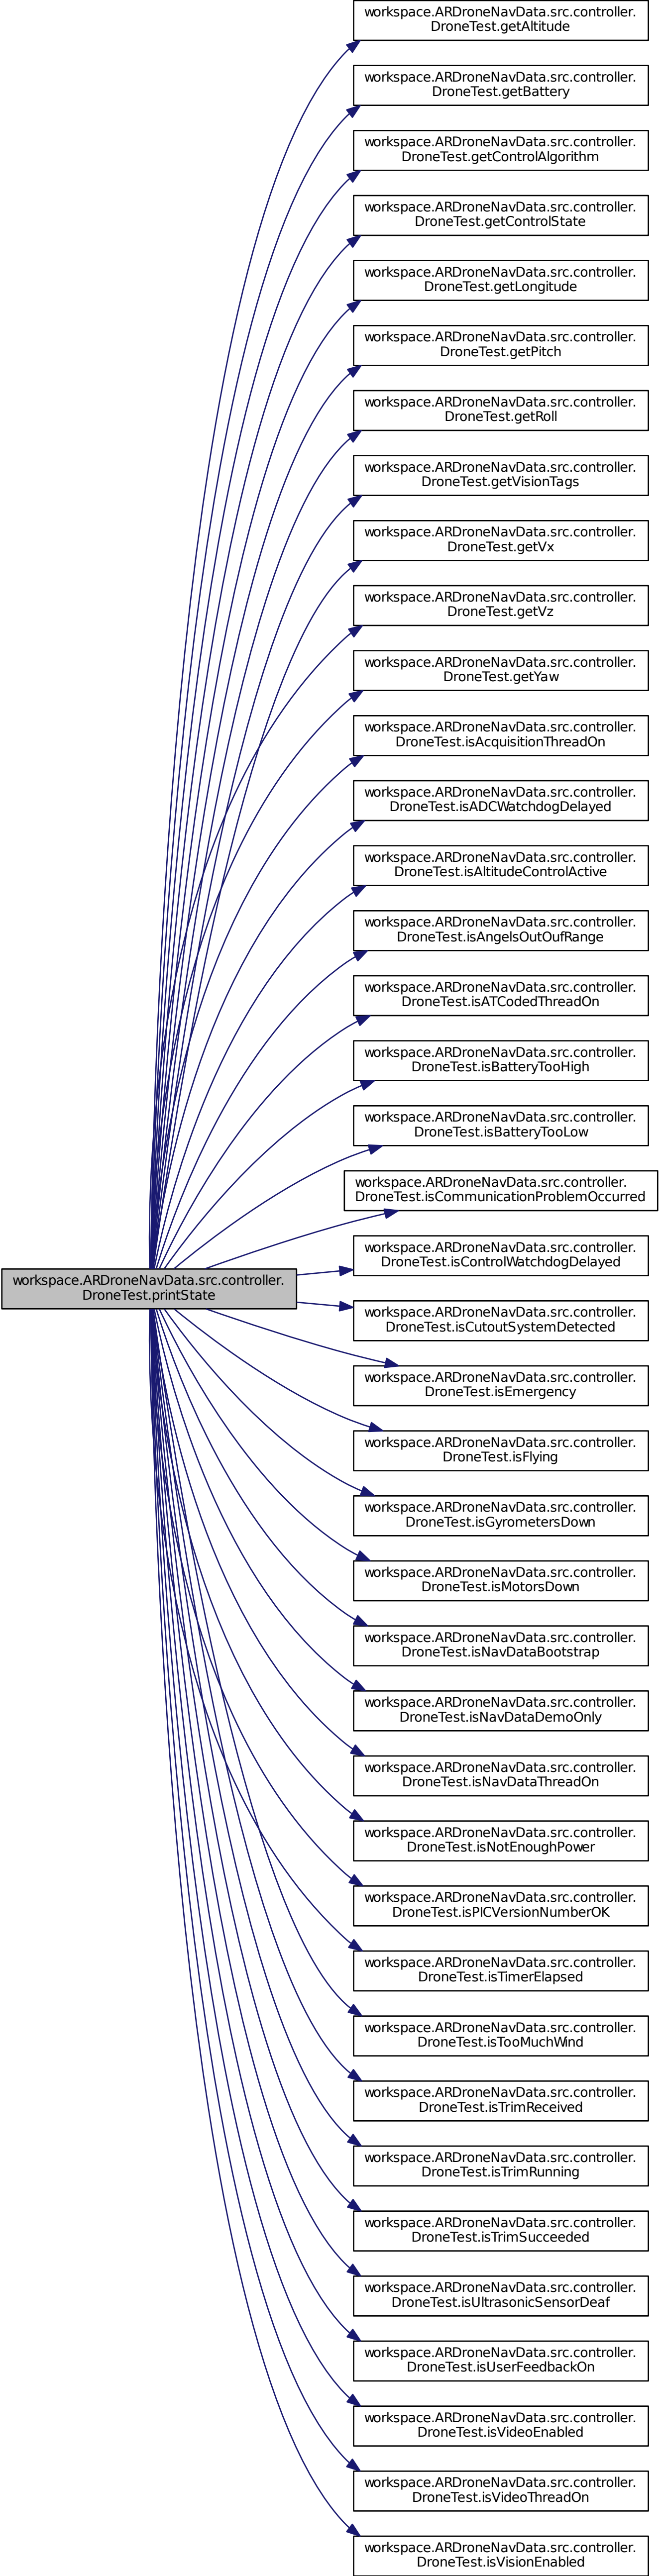 workspace.ARDroneNavData.src.controller.
DroneTest.getAltitude
workspace.ARDroneNavData.src.controller.
DroneTest.getBattery
workspace.ARDroneNavData.src.controller.
DroneTest.getControlAlgorithm
workspace.ARDroneNavData.src.controller.
DroneTest.getControlState
workspace.ARDroneNavData.src.controller.
DroneTest.getLongitude
workspace.ARDroneNavData.src.controller.
DroneTest.getPitch
workspace.ARDroneNavData.src.controller.
DroneTest.getRoll
workspace.ARDroneNavData.src.controller.
DroneTest.getVisionTags
workspace.ARDroneNavData.src.controller.
DroneTest.getVx
workspace.ARDroneNavData.src.controller.
DroneTest.getVz
workspace.ARDroneNavData.src.controller.
DroneTest.getYaw
workspace.ARDroneNavData.src.controller.
DroneTest.isAcquisitionThreadOn
workspace.ARDroneNavData.src.controller.
DroneTest.isADCWatchdogDelayed
workspace.ARDroneNavData.src.controller.
DroneTest.isAltitudeControlActive
workspace.ARDroneNavData.src.controller.
DroneTest.isAngelsOutOufRange
workspace.ARDroneNavData.src.controller.
DroneTest.isATCodedThreadOn
workspace.ARDroneNavData.src.controller.
DroneTest.isBatteryTooHigh
workspace.ARDroneNavData.src.controller.
DroneTest.isBatteryTooLow
workspace.ARDroneNavData.src.controller.
DroneTest.isCommunicationProblemOccurred
workspace.ARDroneNavData.src.controller.
DroneTest.isControlWatchdogDelayed
workspace.ARDroneNavData.src.controller.
DroneTest.printState
workspace.ARDroneNavData.src.controller.
DroneTest.isCutoutSystemDetected
workspace.ARDroneNavData.src.controller.
DroneTest.isEmergency
workspace.ARDroneNavData.src.controller.
DroneTest.isFlying
workspace.ARDroneNavData.src.controller.
DroneTest.isGyrometersDown
workspace.ARDroneNavData.src.controller.
DroneTest.isMotorsDown
workspace.ARDroneNavData.src.controller.
DroneTest.isNavDataBootstrap
workspace.ARDroneNavData.src.controller.
DroneTest.isNavDataDemoOnly
workspace.ARDroneNavData.src.controller.
DroneTest.isNavDataThreadOn
workspace.ARDroneNavData.src.controller.
DroneTest.isNotEnoughPower
workspace.ARDroneNavData.src.controller.
DroneTest.isPICVersionNumberOK
workspace.ARDroneNavData.src.controller.
DroneTest.isTimerElapsed
workspace.ARDroneNavData.src.controller.
DroneTest.isTooMuchWind
workspace.ARDroneNavData.src.controller.
DroneTest.isTrimReceived
workspace.ARDroneNavData.src.controller.
DroneTest.isTrimRunning
workspace.ARDroneNavData.src.controller.
DroneTest.isTrimSucceeded
workspace.ARDroneNavData.src.controller.
DroneTest.isUltrasonicSensorDeaf
workspace.ARDroneNavData.src.controller.
DroneTest.isUserFeedbackOn
workspace.ARDroneNavData.src.controller.
DroneTest.isVideoEnabled
workspace.ARDroneNavData.src.controller.
DroneTest.isVideoThreadOn
workspace.ARDroneNavData.src.controller.
DroneTest.isVisionEnabled